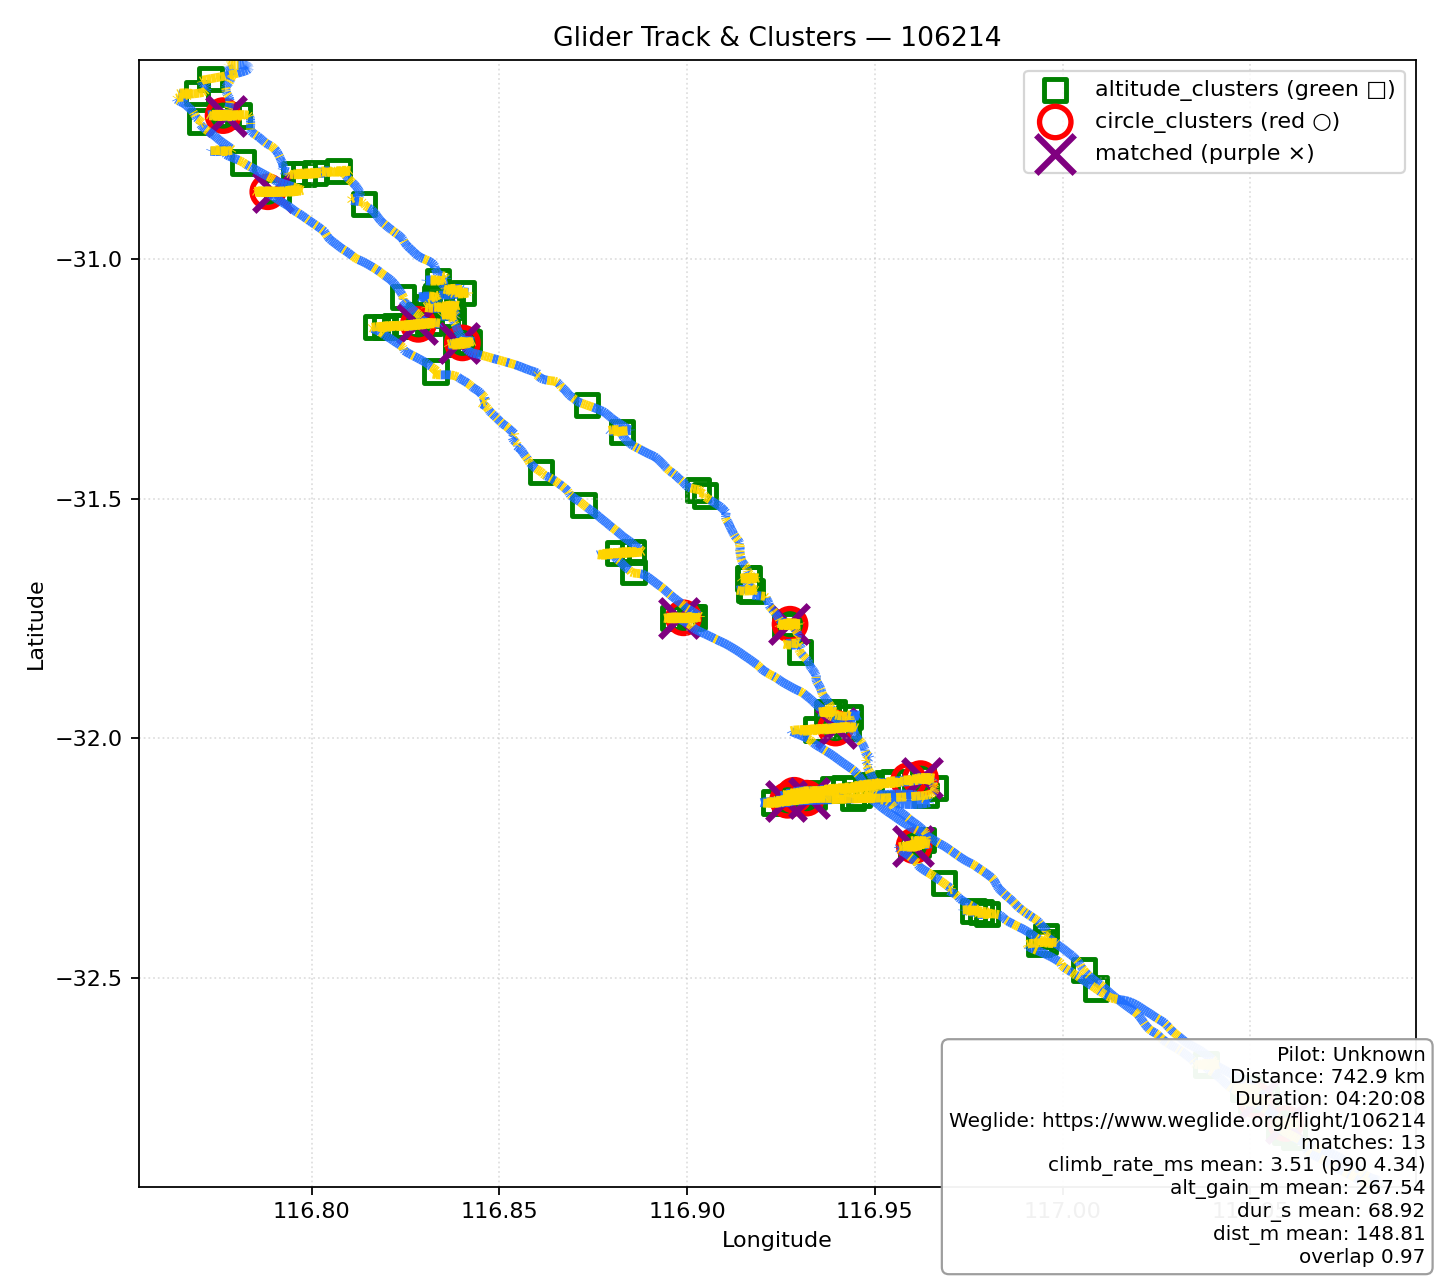 Glider Track & Clusters — 106214
altitude_clusters (green □)
circle_clusters (red ○)
matched (purple ×)
Latitude
−31.0
−31.5
−32.0
−32.5
116.80
116.85
116.90
116.95
117.00
Longitude
Pilot: Unknown
Distance: 742.9 km
Duration: 04:20:08
Weglide: https://www.weglide.org/flight/106214
matches: 13
climb_rate_ms mean: 3.51 (p90 4.34)
alt_gain_m mean: 267.54
dur_s mean: 68.92
dist_m mean: 148.81
overlap 0.97